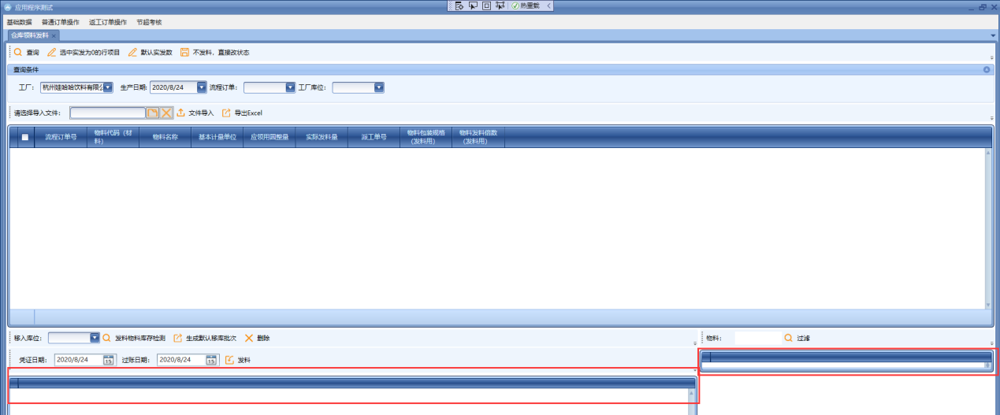 应用程序测试
热重载
基础数据 普通订单操作 返工订单操作 节超考核
仓库领料发料
查询 选中实发为0的行项目 默认实发数 不发料，直接改状态
查询条件
工厂： 杭州娃哈哈饮料有限公 生产日期: 2020/8/24 流程订单： 工厂库位：
请选择导入文件： 文件导入 导出Excel
流程订单号 物料代码（材料） 物料名称 基本计量单位 应领用圆整量 实际发料量 派工单号 物料包装规格（发料用） 物料发料倍数（发料用）
移入库位： 发料物料库存检测 生成默认移库批次 删除
物料： 过滤
凭证日期： 2020/8/24 15 过账日期： 2020/8/24 15 发料